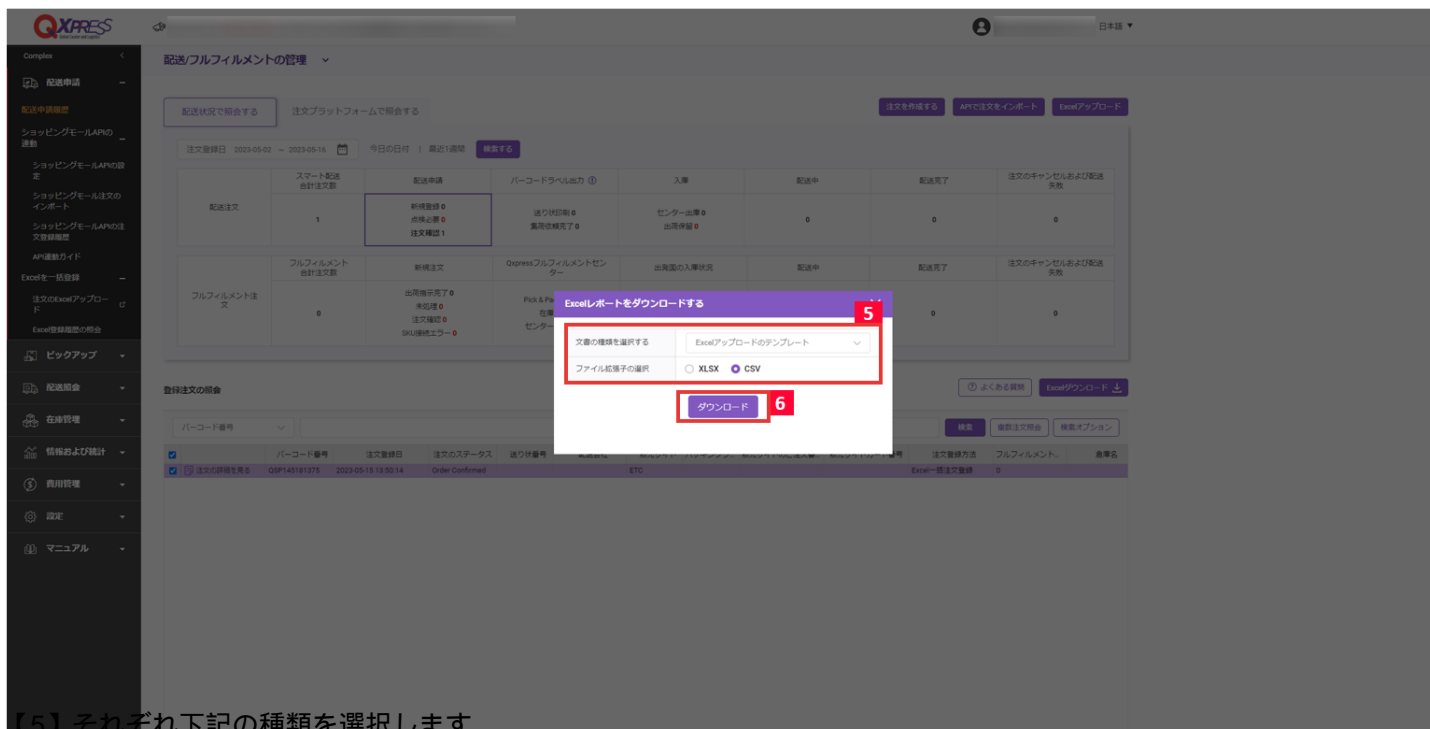 QXPRESS
日本語 ▼
Complex
配送/フルフィルメントの管理
配送申請
配送申請履歴
配送状況で照会する
注文プラットフォームで照会する
注文を作成する
APIで注文をインポート
Excelアップロード
ショッピングモールAPIの
連動
注文登録日 2023-05-02 → 2023-05-16
今日の日付 | 最近1週間
検索する
ショッピングモールAPIの設
定
ショッピングモール注文の
インポート
ショッピングモールAPIの注
文登録履歴
API連動ガイド
Excelを一括登録
注文のExcelアップロー
ド
Excel登録履歴の照会
ピックアップ
配送照会
在庫管理
情報および統計
費用管理
設定
マニュアル
スマート配送
合計注文数
配送申請
バーコードラベル出力
入庫
配送中
配送完了
注文のキャンセルおよび配送
失敗
配送注文
1
新規登録 0
点検必要 0
注文確認 1
送り状印刷 0
集荷依頼完了 0
センター出庫 0
出荷保留 0
0
0
0
フルフィルメント
合計注文数
新規注文
Qxpressフルフィルメントセン
ター
出発国の入庫状況
配送中
配送完了
注文のキャンセルおよび配送
失敗
フルフィルメント注
文
0
出荷指示完了 0
未処理 0
注文確認 0
SKU接続エラー 0
Pick & Pa
在庫
センター
0
0
Excelレポートをダウンロードする
5
文書の種類を選択する
Excelアップロードのテンプレート
ファイル拡張子の選択
XLSX
CSV
ダウンロード
6
登録注文の照会
よくある質問
Excelダウンロード
バーコード番号
検索
複数注文照会
検索オプション
バーコード番号
注文登録日
注文のステータス
送り状番号
注文登録方法
フルフィルメント..
倉庫名
注文の詳細を見る
QSP149181375
2023-05-15 13:50:14
Order Confirmed
ETC
Excel一括注文登録
0
【5】それぞれ下記の種類を選択します